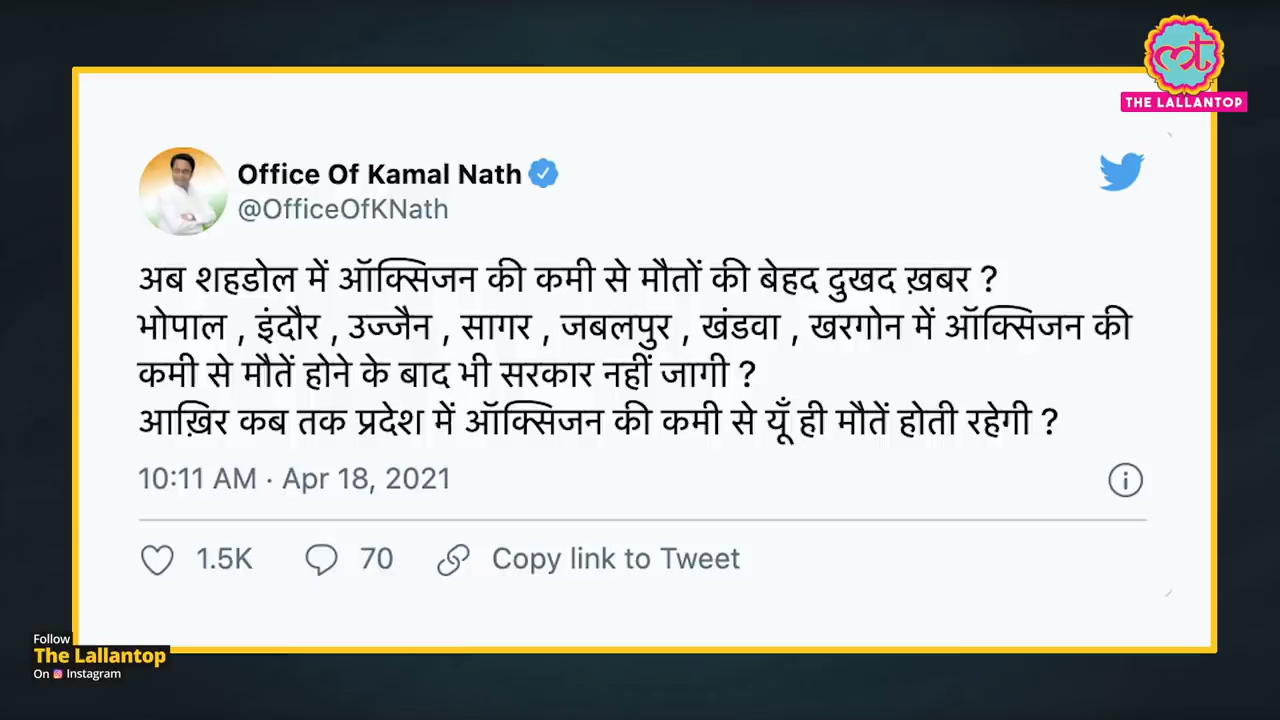 THE LALLANTOP
Office Of Kamal Nath
@OfficeOfKNath
अब शहडोल में ऑक्सिजन की कमी से मौतों की बेहद दुखद ख़बर ?
भोपाल , इंदौर , उज्जैन , सागर , जबलपुर , खंडवा , खरगोन में ऑक्सिजन की
कमी से मौतें होने के बाद भी सरकार नहीं जागी ?
आख़िर कब तक प्रदेश में ऑक्सिजन की कमी से यूँ ही मौतें होती रहेगी ?
10:11 AM · Apr 18, 2021
1.5K 70 Copy link to Tweet
Follow
The Lallantop
On Instagram